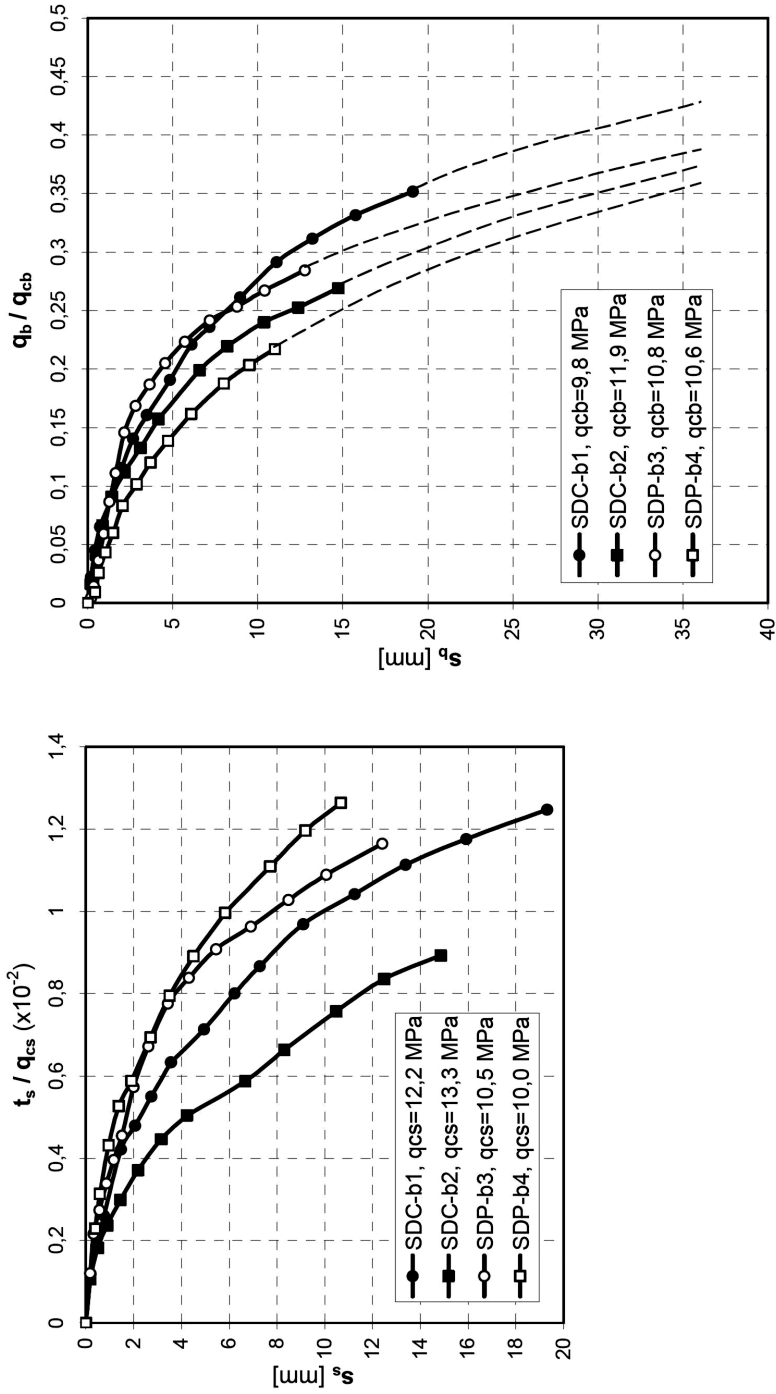 t_s / q_cs (x10⁻²)
0 0,2 0,4 0,6 0,8 1 1,2 1,4
0
2
4
6
8
10
12
14
16
18
20
s_s [mm]
SDC-b1, qcs=12,2 MPa
SDC-b2, qcs=13,3 MPa
SDP-b3, qcs=10,5 MPa
SDP-b4, qcs=10,0 MPa
q_b / q_cb
0 0,05 0,1 0,15 0,2 0,25 0,3 0,35 0,4 0,45 0,5
0
5
10
15
20
25
30
35
40
s_b [mm]
SDC-b1, qcb=9,8 MPa
SDC-b2, qcb=11,9 MPa
SDP-b3, qcb=10,8 MPa
SDP-b4, qcb=10,6 MPa